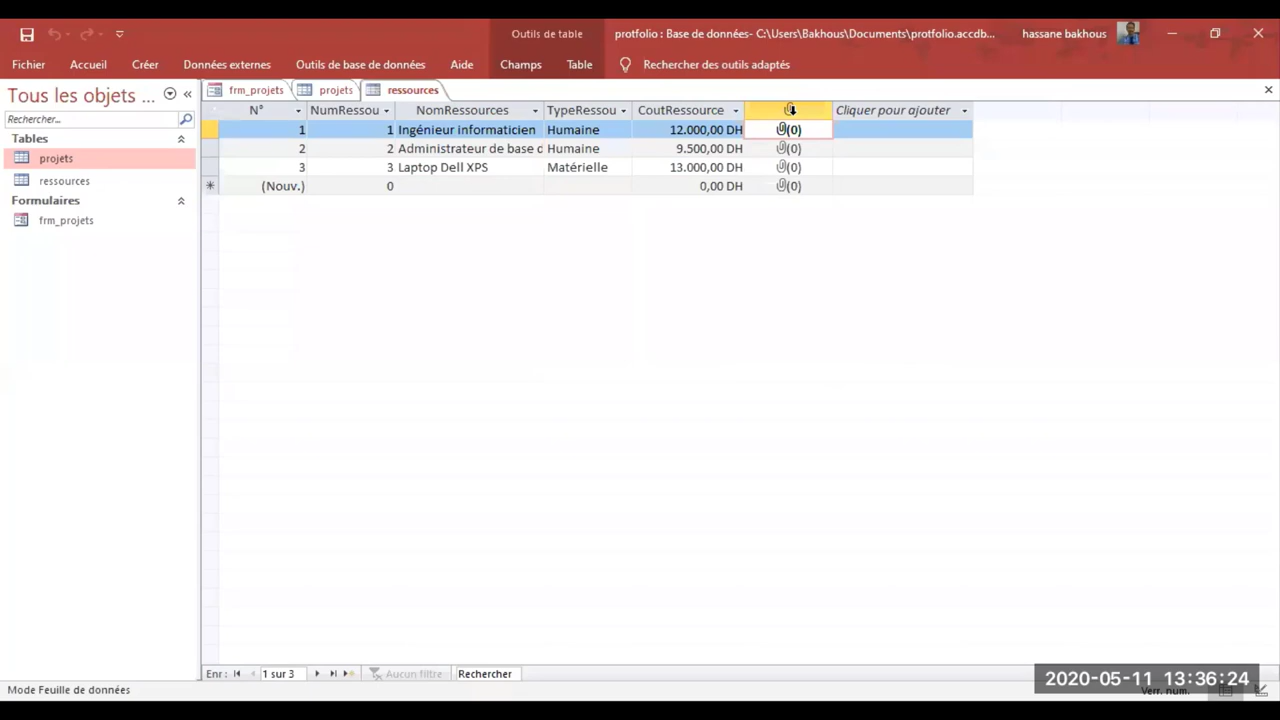 Outils de table protfolio : Base de données- C:\Users\Bakhous\Documents\protfolio.accdb... hassane bakhous
Fichier Accueil Créer Données externes Outils de base de données Aide Champs Table Rechercher des outils adaptés
Tous les objets ... « frm_projets projets ressources
Rechercher...
N° NumRessou NomRessources TypeRessou CoutRessource Cliquer pour ajouter
1 1 Ingénieur informaticien Humaine 12.000,00 DH (0)
2 2 Administrateur de base d Humaine 9.500,00 DH (0)
3 3 Laptop Dell XPS Matérielle 13.000,00 DH (0)
(Nouv.) 0 0,00 DH (0)
Tables
projets
ressources
Formulaires
frm_projets
Enr : 1 sur 3 Aucun filtre Rechercher
Mode Feuille de données
2020-05-11 13:36:24
Verr. num.